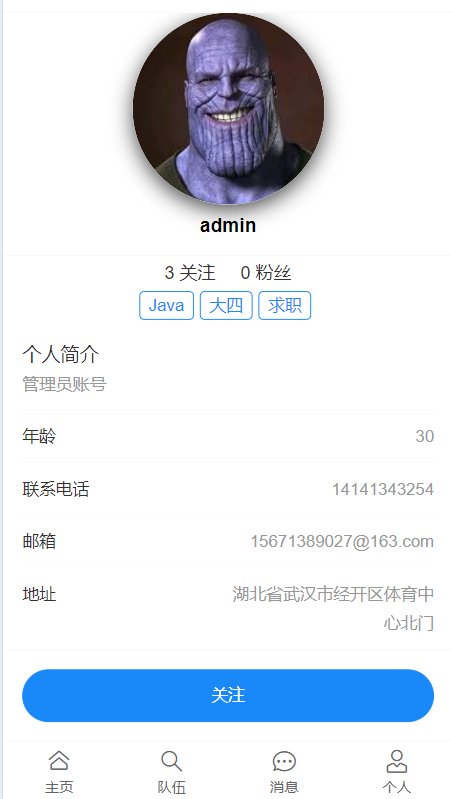 admin
3 关注 0 粉丝
Java 大四 求职
个人简介
管理员账号
年龄 30
联系电话 14141343254
邮箱 15671389027@163.com
地址 湖北省武汉市经开区体育中
心北门
关注
主页 队伍 消息 个人